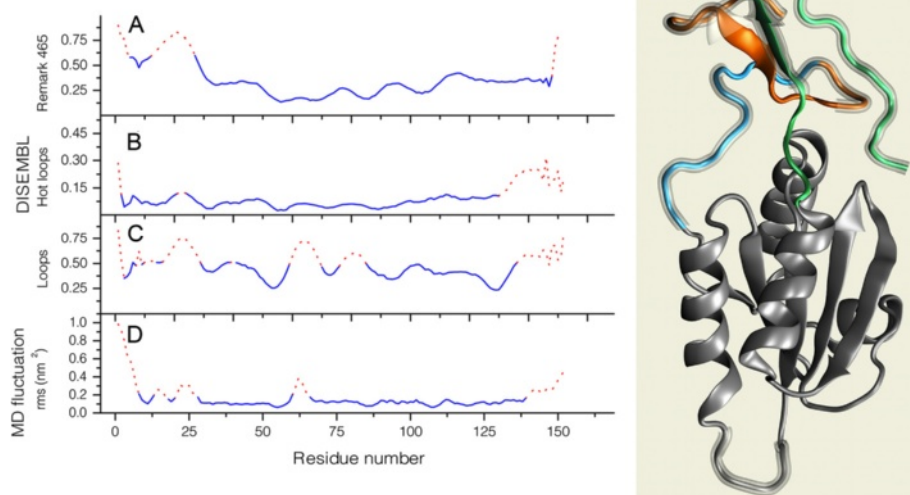 A
Remark 465
0.75
0.50
0.25
B
DISEMBL
Hot loops
0.45
0.30
0.15
C
Loops
0.75
0.50
0.25
D
MD fluctuation
rms (nm²)
1.0
0.8
0.6
0.4
0.2
0.0
0 25 50 75 100 125 150
Residue number